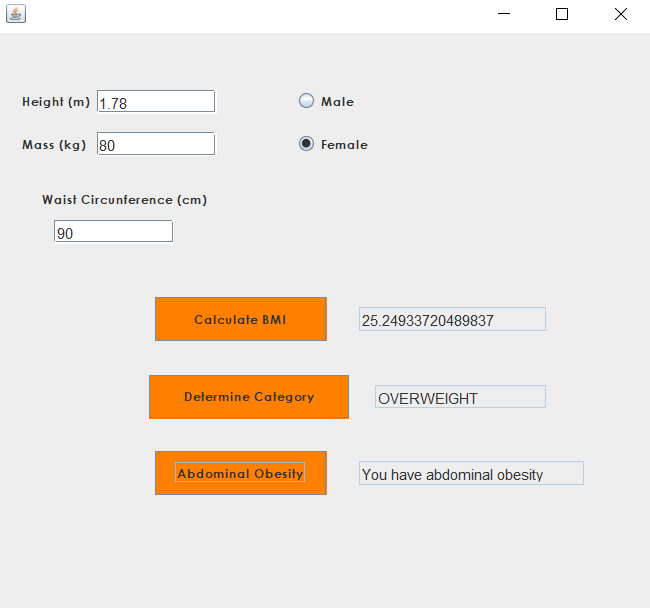 Height (m) 1.78 Male
Mass (kg) 80 Female
Waist Circunference (cm)
90
Calculate BMI 25.24933720489837
Determine Category OVERWEIGHT
Abdominal Obesity You have abdominal obesity